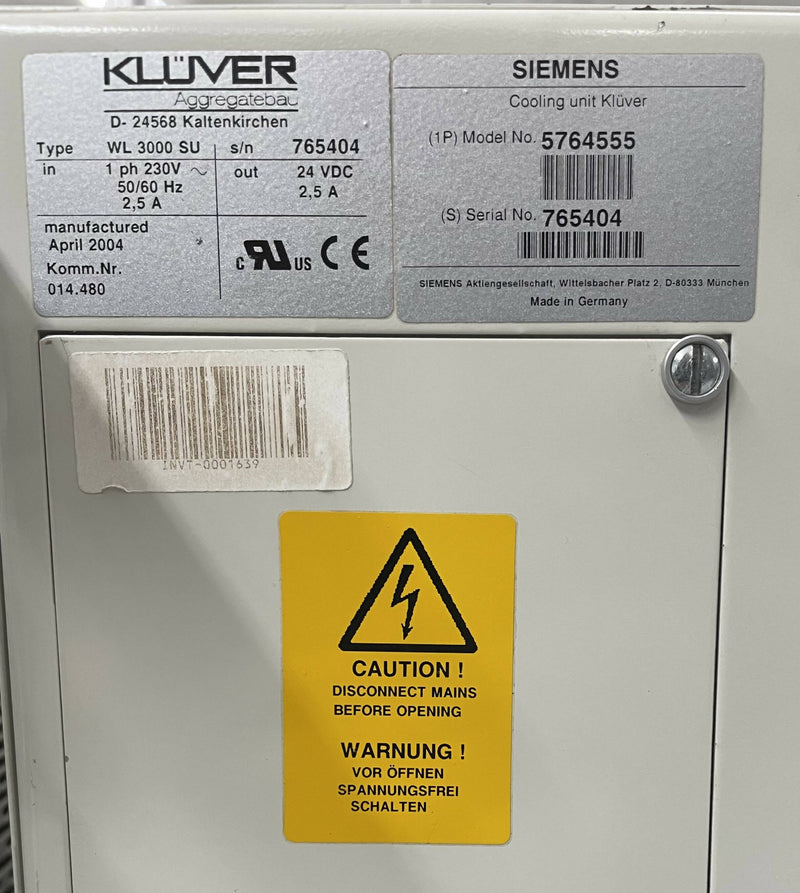 KLÜVER
Aggregatebau
D- 24568 Kaltenkirchen
Type WL 3000 SU s/n 765404
in 1 ph 230V ~ out 24 VDC
50/60 Hz 2,5 A
2,5 A
manufactured
April 2004
Komm.Nr.
014.480
C RU US CE
SIEMENS
Cooling unit Klüver
(1P) Model No. 5764555
(S) Serial No. 765404
SIEMENS Aktiengesellschaft, Wittelsbacher Platz 2, D-80333 München
Made in Germany
INVT-0001639
CAUTION !
DISCONNECT MAINS
BEFORE OPENING
WARNUNG !
VOR ÖFFNEN
SPANNUNGSFREI
SCHALTEN